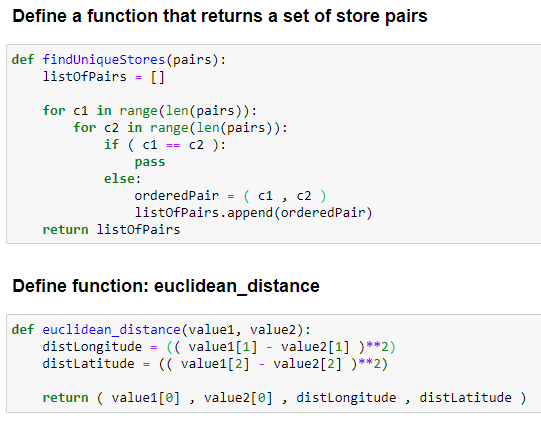 Define a function that returns a set of store pairs
def findUniqueStores(pairs):
    listOfPairs = []
    for c1 in range(len(pairs)):
        for c2 in range(len(pairs)):
            if ( c1 == c2 ):
                pass
            else:
                orderedPair = ( c1 , c2 )
                listOfPairs.append(orderedPair)
    return listOfPairs
Define function: euclidean_distance
def euclidean_distance(value1, value2):
    distLongitude = (( value1[1] - value2[1] )**2)
    distLatitude = (( value1[2] - value2[2] )**2)
    return ( value1[0] , value2[0] , distLongitude , distLatitude )